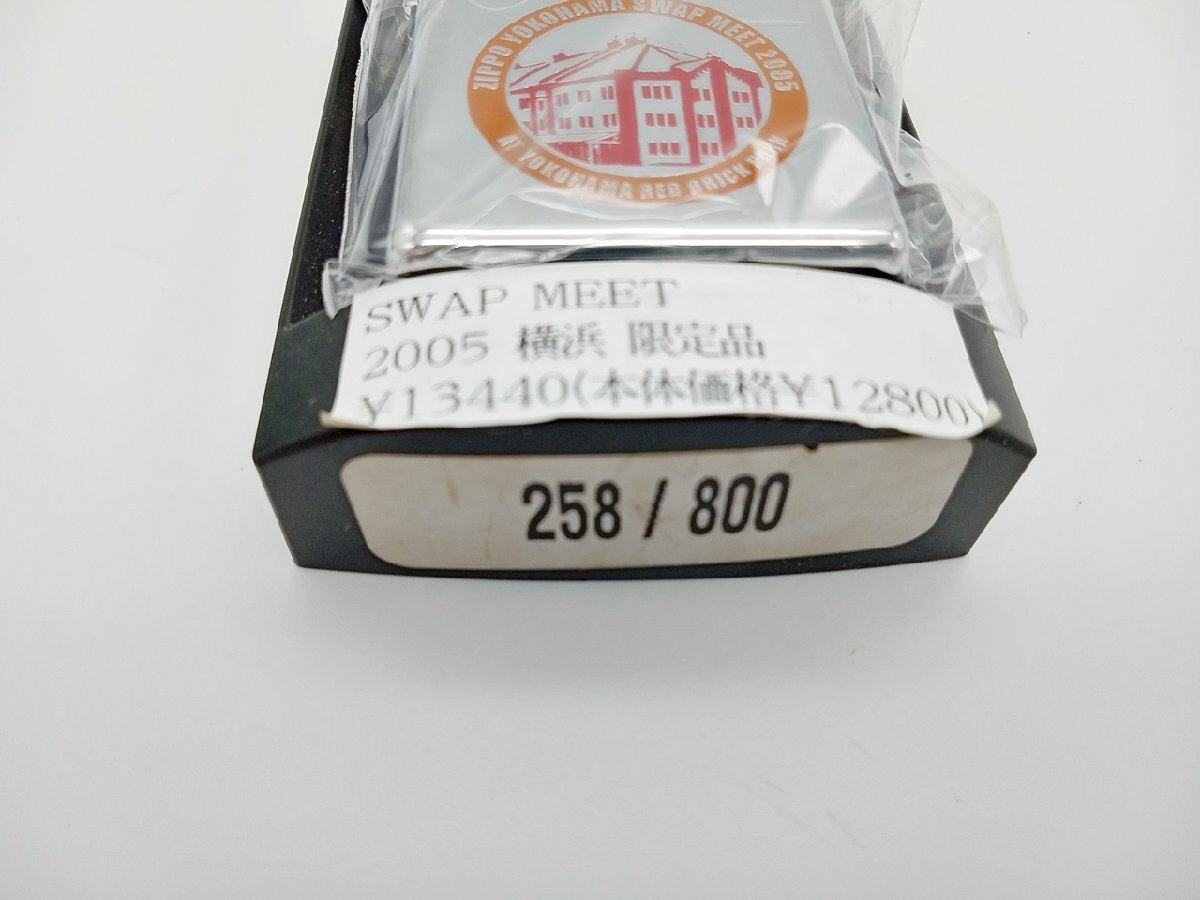 ZIPPO YOKOHAMA SWAP MEET 2005
AT YOKOHAMA RED BRICK PARK
SWAP MEET
2005 横浜 限定品
¥13440(本体価格¥12800)
258 / 800